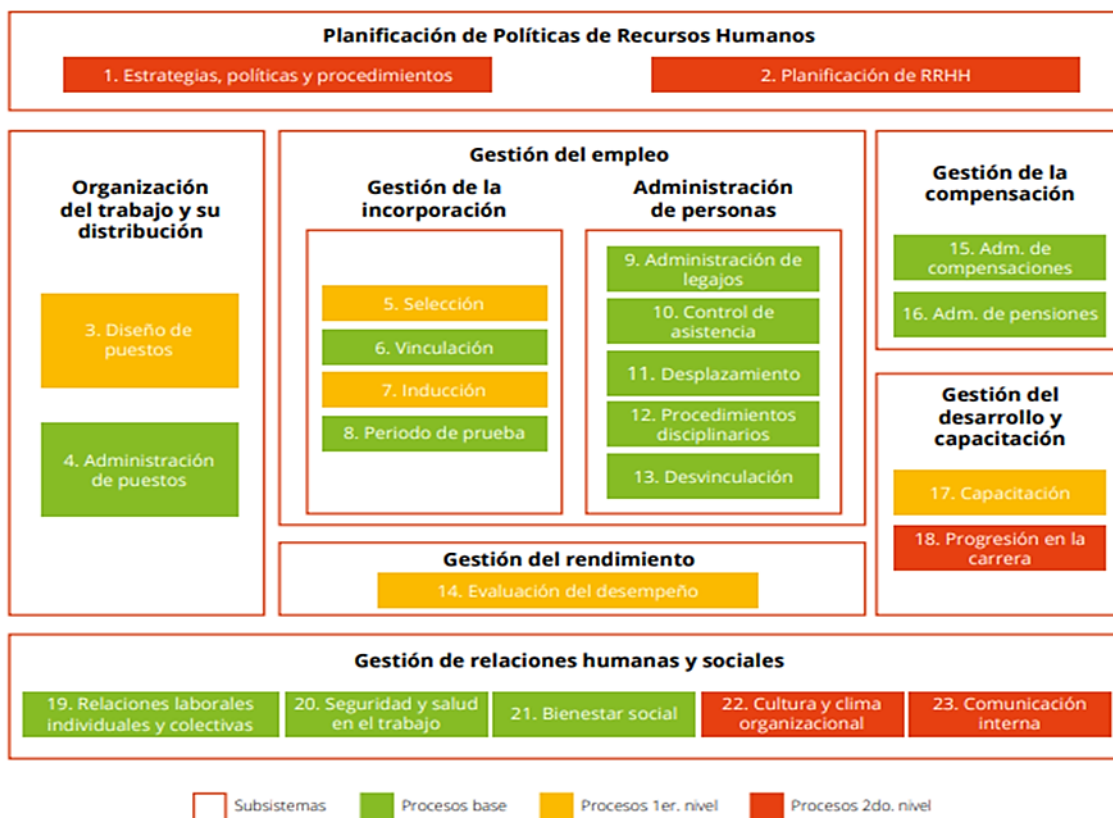 Planificación de Políticas de Recursos Humanos
1. Estrategias, políticas y procedimientos
2. Planificación de RRHH
Organización
del trabajo y su
distribución
3. Diseño de
puestos
4. Administración
de puestos
Gestión del empleo
Gestión de la
incorporación
5. Selección
6. Vinculación
7. Inducción
8. Periodo de prueba
Administración
de personas
9. Administración de
legajos
10. Control de
asistencia
11. Desplazamiento
12. Procedimientos
disciplinarios
13. Desvinculación
Gestión del rendimiento
14. Evaluación del desempeño
Gestión de la
compensación
15. Adm. de
compensaciones
16. Adm. de pensiones
Gestión del
desarrollo y
capacitación
17. Capacitación
18. Progresión en la
carrera
Gestión de relaciones humanas y sociales
19. Relaciones laborales
individuales y colectivas
20. Seguridad y salud
en el trabajo
21. Bienestar social
22. Cultura y clima
organizacional
23. Comunicación
interna
Subsistemas
Procesos base
Procesos 1er. nivel
Procesos 2do. nivel